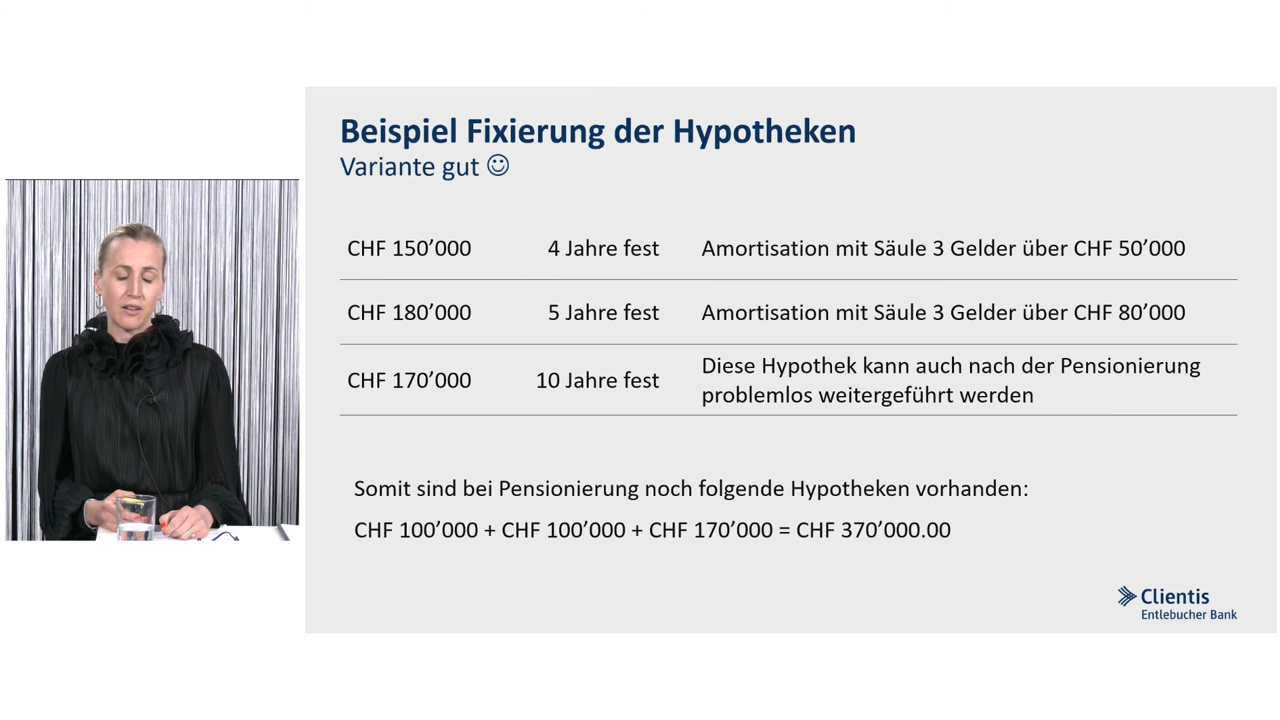 Beispiel Fixierung der Hypotheken
Variante gut ☺
CHF 150’000 4 Jahre fest Amortisation mit Säule 3 Gelder über CHF 50’000
CHF 180’000 5 Jahre fest Amortisation mit Säule 3 Gelder über CHF 80’000
CHF 170’000 10 Jahre fest Diese Hypothek kann auch nach der Pensionierung
problemlos weitergeführt werden
Somit sind bei Pensionierung noch folgende Hypotheken vorhanden:
CHF 100’000 + CHF 100’000 + CHF 170’000 = CHF 370’000.00
Clientis
Entlebucher Bank